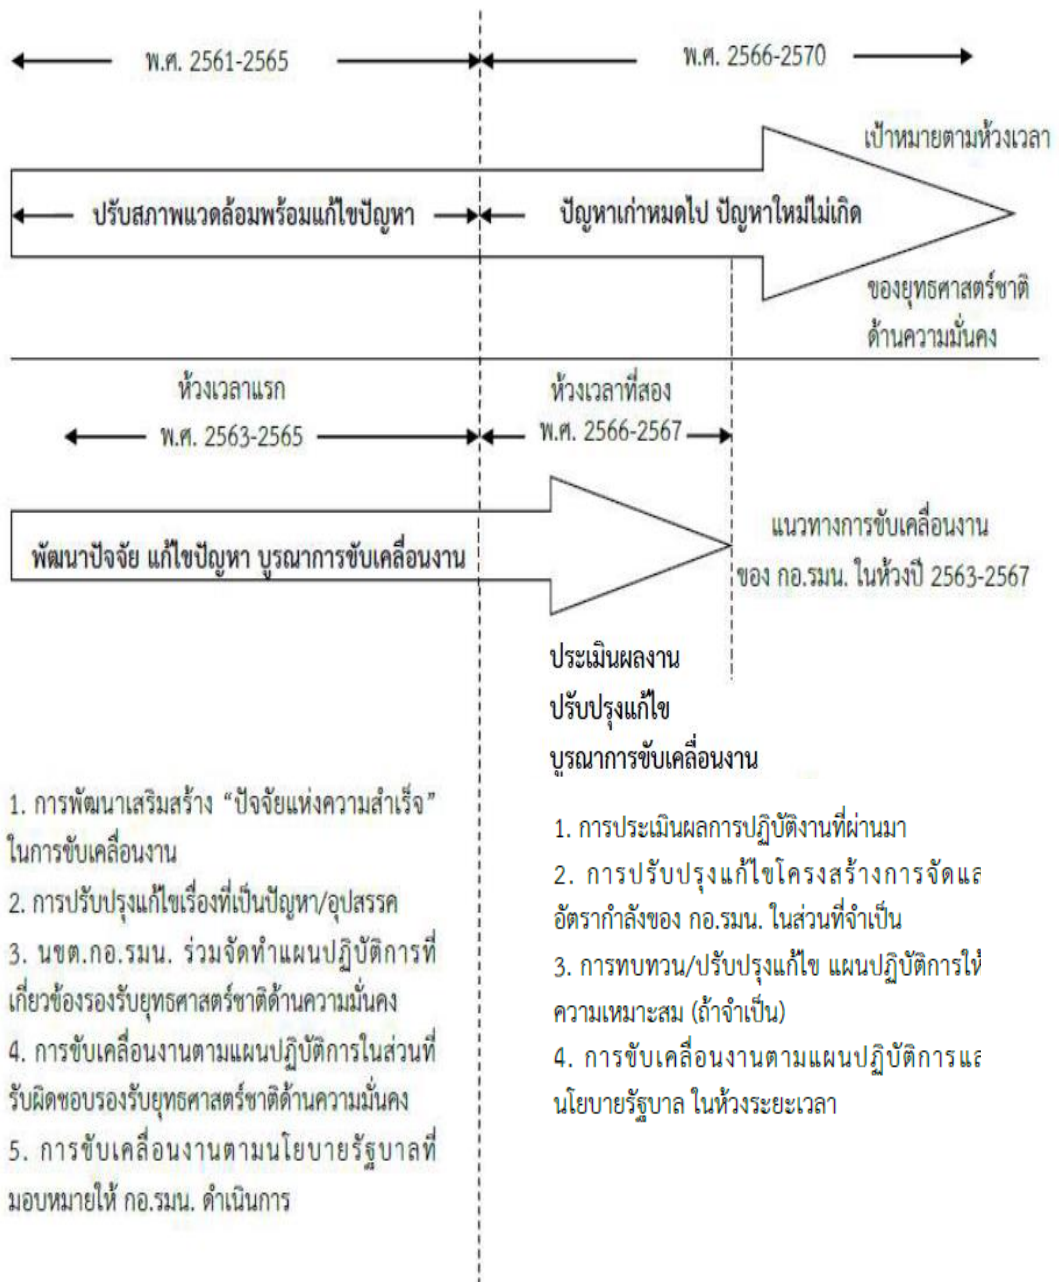 พ.ศ. 2561-2565
พ.ศ. 2566-2570
เป้าหมายตามห้วงเวลา
ปรับสภาพแวดล้อมพร้อมแก้ไขปัญหา
ปัญหาเก่าหมดไป ปัญหาใหม่ไม่เกิด
ของยุทธศาสตร์ชาติ
ด้านความมั่นคง
ห้วงเวลาแรก
พ.ศ. 2563-2565
ห้วงเวลาที่สอง
พ.ศ. 2566-2567
พัฒนาปัจจัย แก้ไขปัญหา บูรณาการขับเคลื่อนงาน
แนวทางการขับเคลื่อนงาน
ของ กอ.รมน. ในห้วงปี 2563-2567
ประเมินผลงาน
ปรับปรุงแก้ไข
บูรณาการขับเคลื่อนงาน
1. การพัฒนาเสริมสร้าง “ปัจจัยแห่งความสำเร็จ”
ในการขับเคลื่อนงาน
2. การปรับปรุงแก้ไขเรื่องที่เป็นปัญหา/อุปสรรค
3. นขต.กอ.รมน. ร่วมจัดทำแผนปฏิบัติการที่
เกี่ยวข้องรองรับยุทธศาสตร์ชาติด้านความมั่นคง
4. การขับเคลื่อนงานตามแผนปฏิบัติการในส่วนที่
รับผิดชอบรองรับยุทธศาสตร์ชาติด้านความมั่นคง
5. การขับเคลื่อนงานตามนโยบายรัฐบาลที่
มอบหมายให้ กอ.รมน. ดำเนินการ
1. การประเมินผลการปฏิบัติงานที่ผ่านมา
2. การปรับปรุงแก้ไขโครงสร้างการจัดแล
อัตรากำลังของ กอ.รมน. ในส่วนที่จำเป็น
3. การทบทวน/ปรับปรุงแก้ไข แผนปฏิบัติการให้
ความเหมาะสม (ถ้าจำเป็น)
4. การขับเคลื่อนงานตามแผนปฏิบัติการแล
นโยบายรัฐบาล ในห้วงระยะเวลา